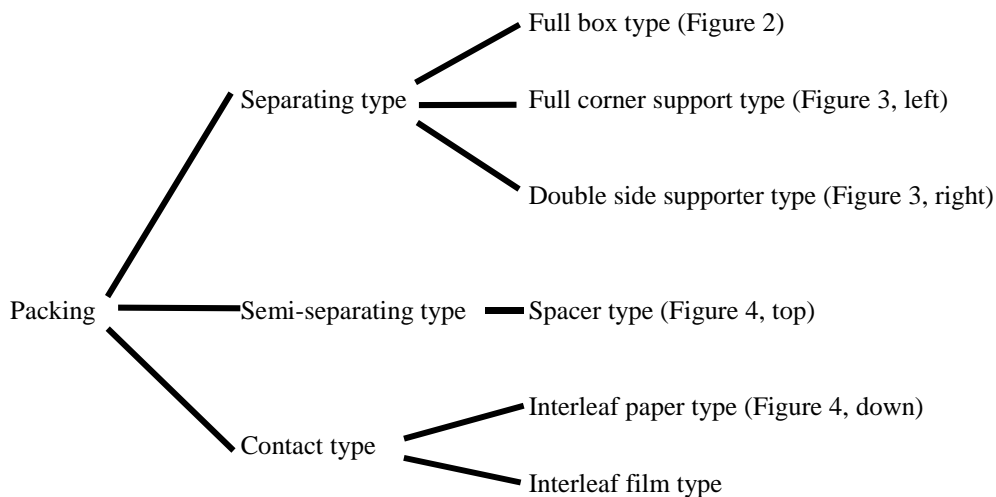 Full box type (Figure 2)
Separating type
Full corner support type (Figure 3, left)
Double side supporter type (Figure 3, right)
Packing
Semi-separating type
Spacer type (Figure 4, top)
Interleaf paper type (Figure 4, down)
Contact type
Interleaf film type